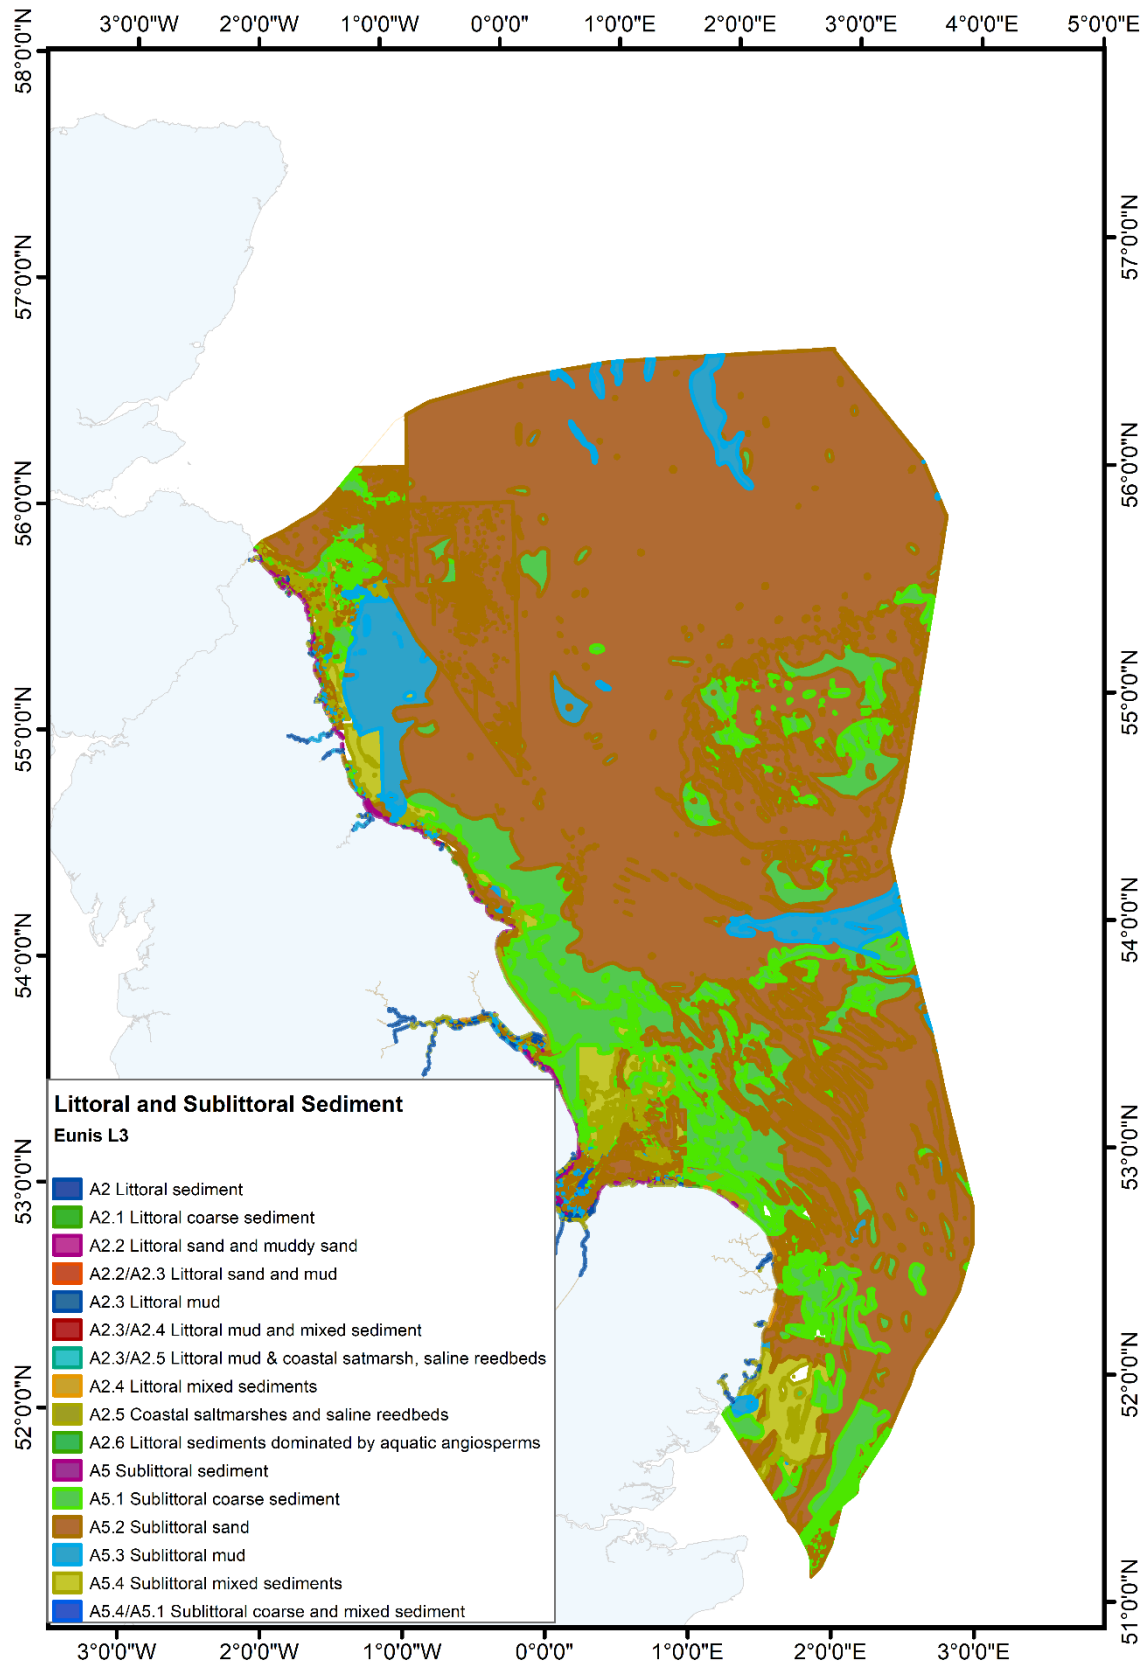 3°0'0"W 2°0'0"W 1°0'0"W 0°0'0" 1°0'0"E 2°0'0"E 3°0'0"E 4°0'0"E 5°0'0"E
58°0'0"N
57°0'0"N
56°0'0"N
55°0'0"N
54°0'0"N
53°0'0"N
52°0'0"N
57°0'0"N
56°0'0"N
55°0'0"N
54°0'0"N
53°0'0"N
52°0'0"N
51°0'0"N
Littoral and Sublittoral Sediment
Eunis L3
A2 Littoral sediment
A2.1 Littoral coarse sediment
A2.2 Littoral sand and muddy sand
A2.2/A2.3 Littoral sand and mud
A2.3 Littoral mud
A2.3/A2.4 Littoral mud and mixed sediment
A2.3/A2.5 Littoral mud & coastal satmarsh, saline reedbeds
A2.4 Littoral mixed sediments
A2.5 Coastal saltmarshes and saline reedbeds
A2.6 Littoral sediments dominated by aquatic angiosperms
A5 Sublittoral sediment
A5.1 Sublittoral coarse sediment
A5.2 Sublittoral sand
A5.3 Sublittoral mud
A5.4 Sublittoral mixed sediments
A5.4/A5.1 Sublittoral coarse and mixed sediment
3°0'0"W 2°0'0"W 1°0'0"W 0°0'0" 1°0'0"E 2°0'0"E 3°0'0"E